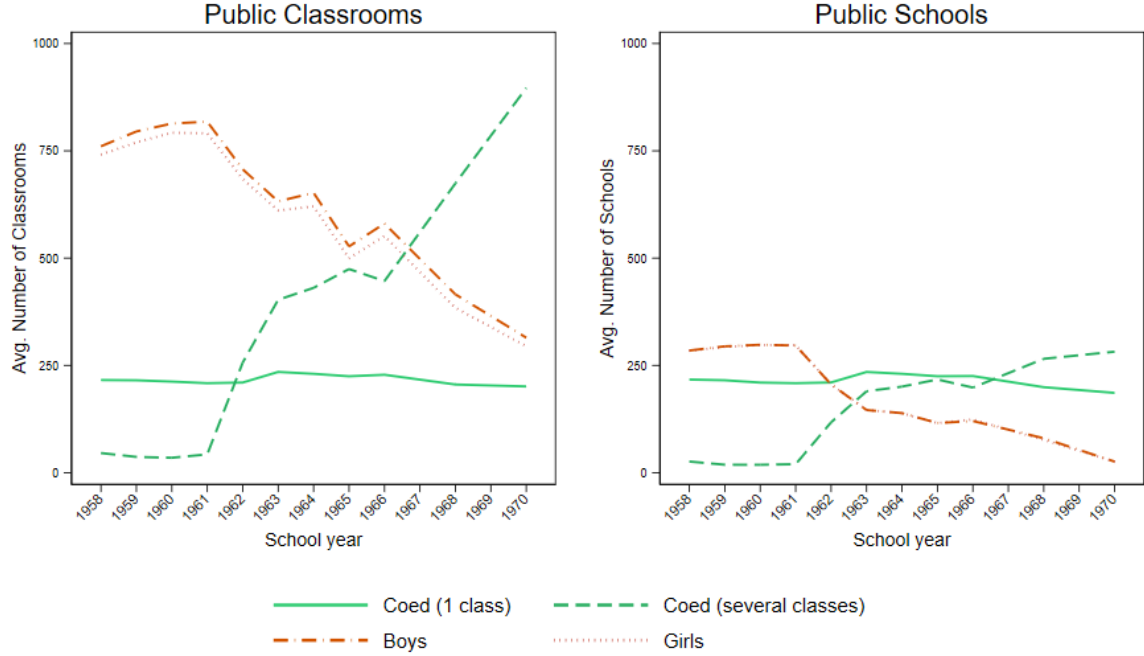 Public Classrooms
Avg. Number of Classrooms
1000
750
500
250
0
1958 1959 1960 1961 1962 1963 1964 1965 1966 1967 1968 1969 1970
School year
Public Schools
Avg. Number of Schools
1000
750
500
250
0
1958 1959 1960 1961 1962 1963 1964 1965 1966 1967 1968 1969 1970
School year
Coed (1 class) Coed (several classes)
Boys Girls